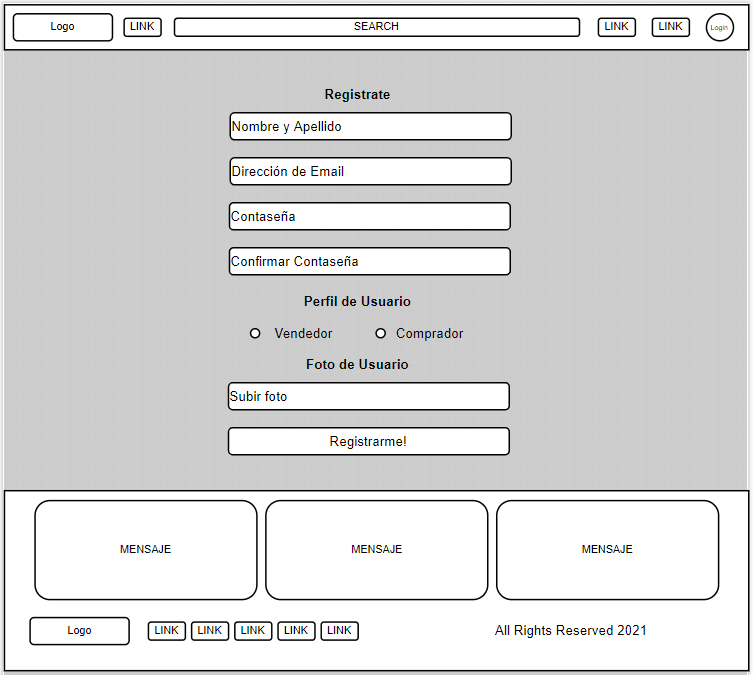 Logo LINK SEARCH LINK LINK Login
Registrate
Nombre y Apellido
Dirección de Email
Contaseña
Confirmar Contaseña
Perfil de Usuario
Vendedor Comprador
Foto de Usuario
Subir foto
Registrarme!
MENSAJE MENSAJE MENSAJE
Logo LINK LINK LINK LINK LINK All Rights Reserved 2021